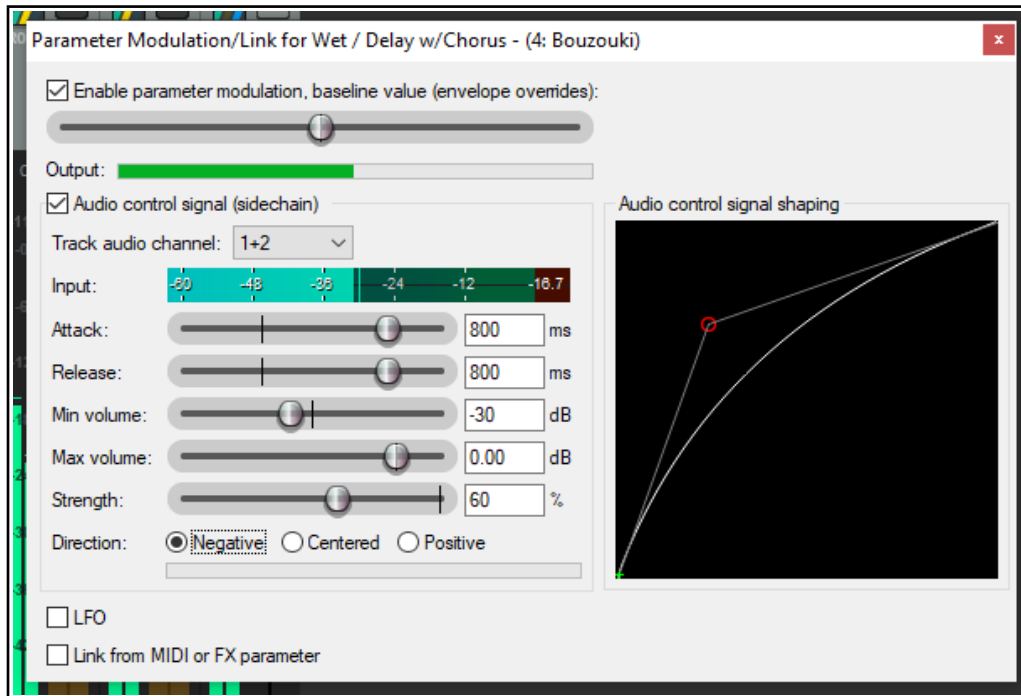 Parameter Modulation/Link for Wet / Delay w/Chorus - (4: Bouzouki)
x
Enable parameter modulation, baseline value (envelope overrides):
Output:
Audio control signal (sidechain)
Audio control signal shaping
Track audio channel: 1+2
Input: -60 -48 -36 -24 -12 -16.7
Attack: 800 ms
Release: 800 ms
Min volume: -30 dB
Max volume: 0.00 dB
Strength: 60 %
Direction: Negative Centered Positive
LFO
Link from MIDI or FX parameter